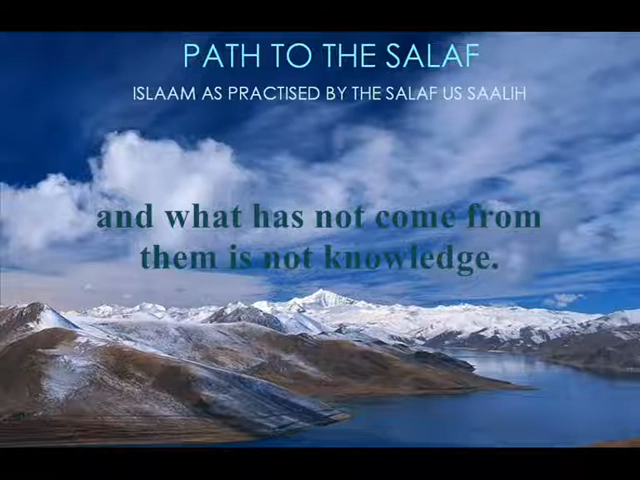 PATH TO THE SALAF
ISLAAM AS PRACTISED BY THE SALAF US SAALIH
and what has not come from
them is not knowledge.